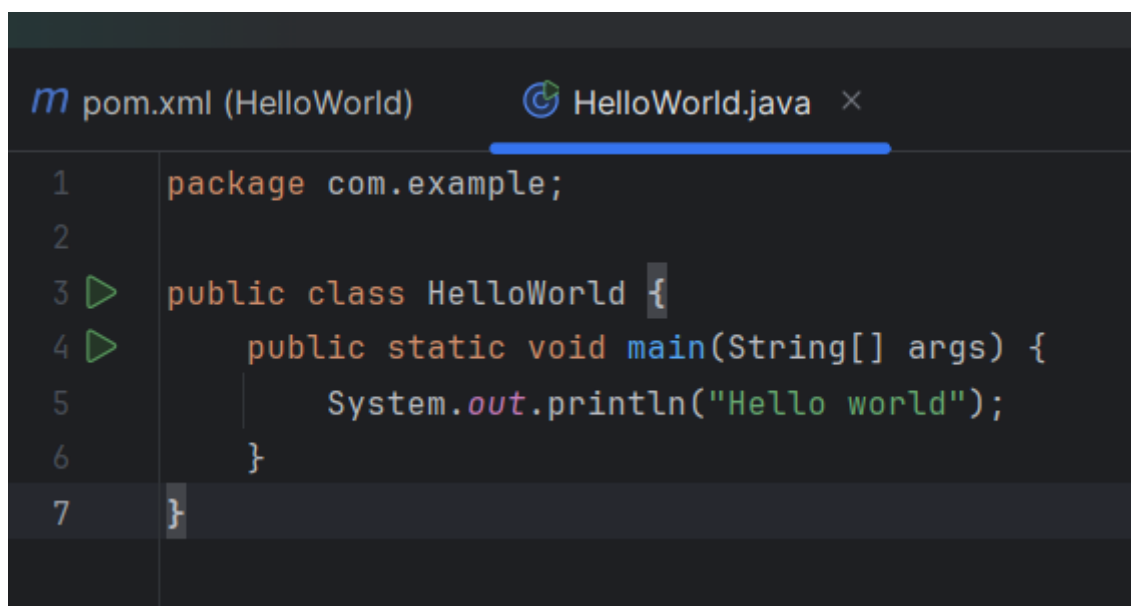 m pom.xml (HelloWorld) HelloWorld.java ×
1 package com.example;
2
3 public class HelloWorld {
4     public static void main(String[] args) {
5         System.out.println("Hello world");
6     }
7 }